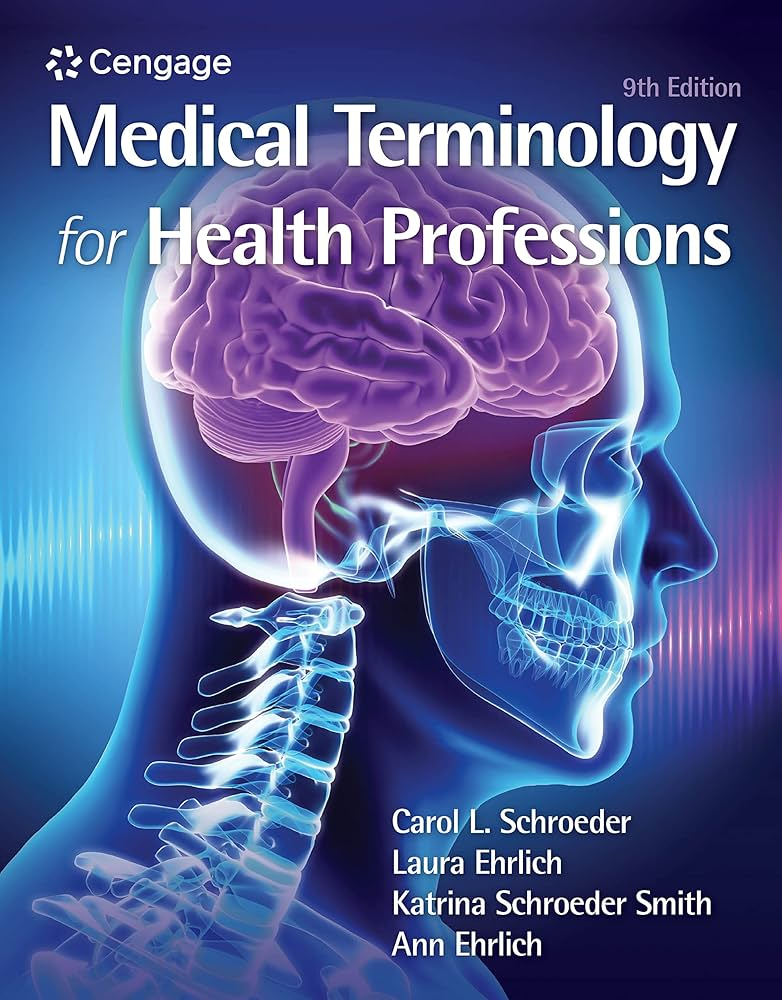 Cengage
9th Edition
Medical Terminology
for Health Professions
Carol L. Schroeder
Laura Ehrlich
Katrina Schroeder Smith
Ann Ehrlich